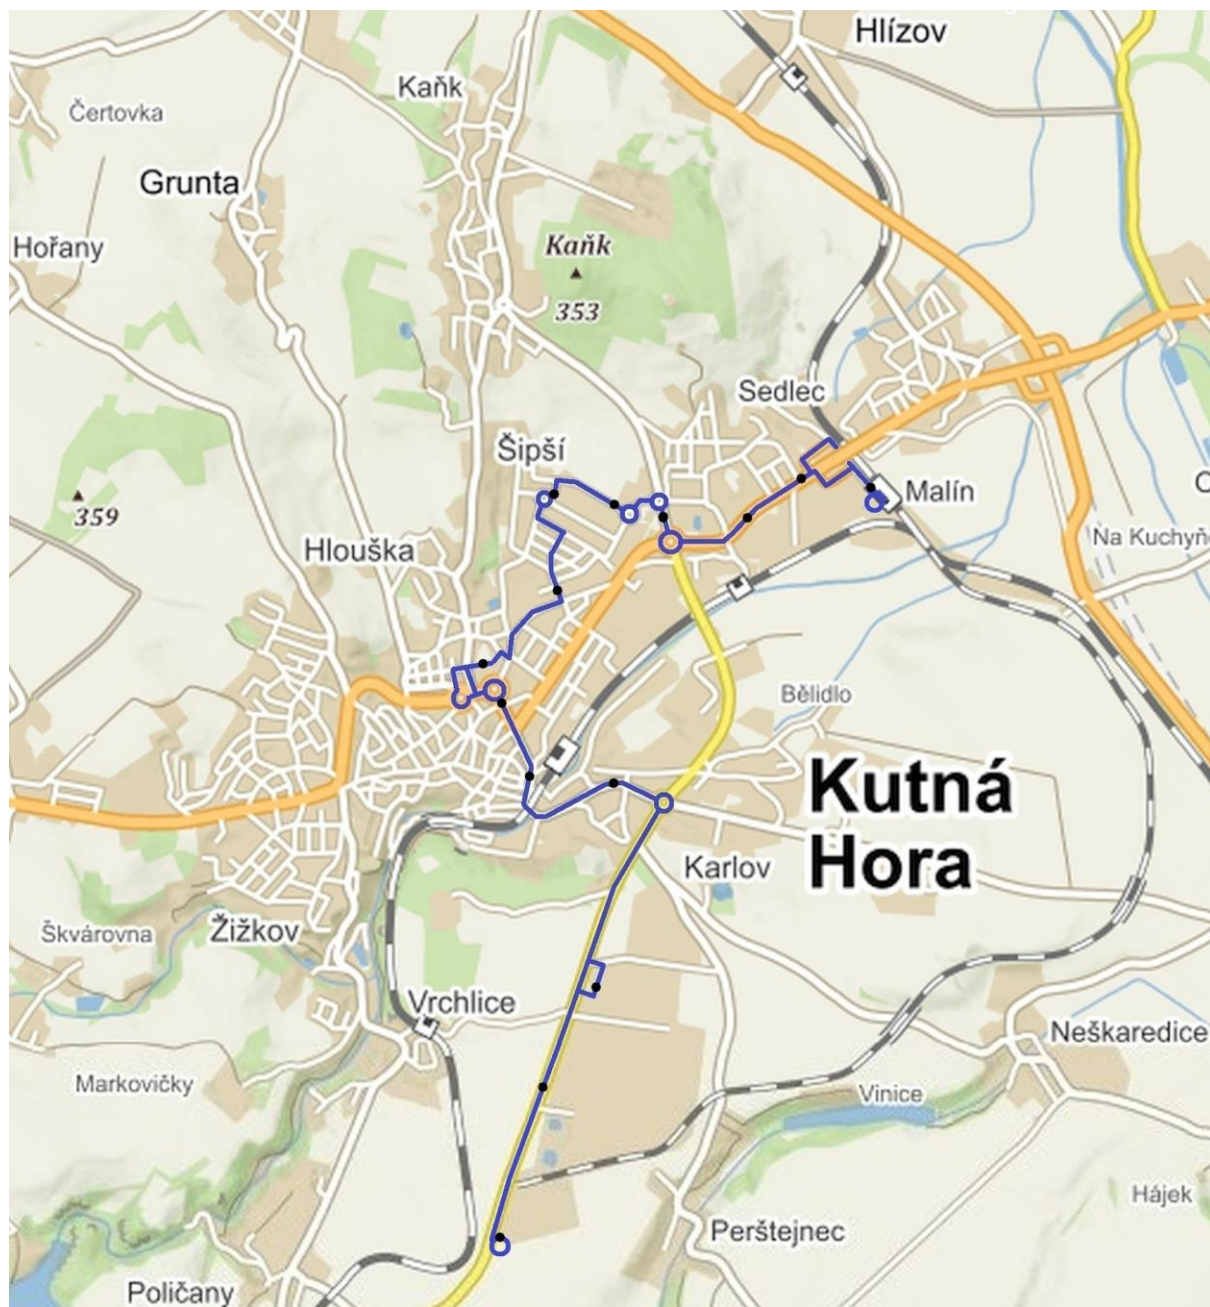 Hlízov
Kaňk
Čertovka
Grunta
Hořany
Kaňk
353
Sedlec
Šipší
Malín
359
Hlouška
Na Kuchyň
Bělidlo
Kutná
Hora
Karlov
Škvárovna
Žižkov
Vrchlice
Neškaredice
Markovičky
Vinice
Hájek
Perštejnec
Poličany